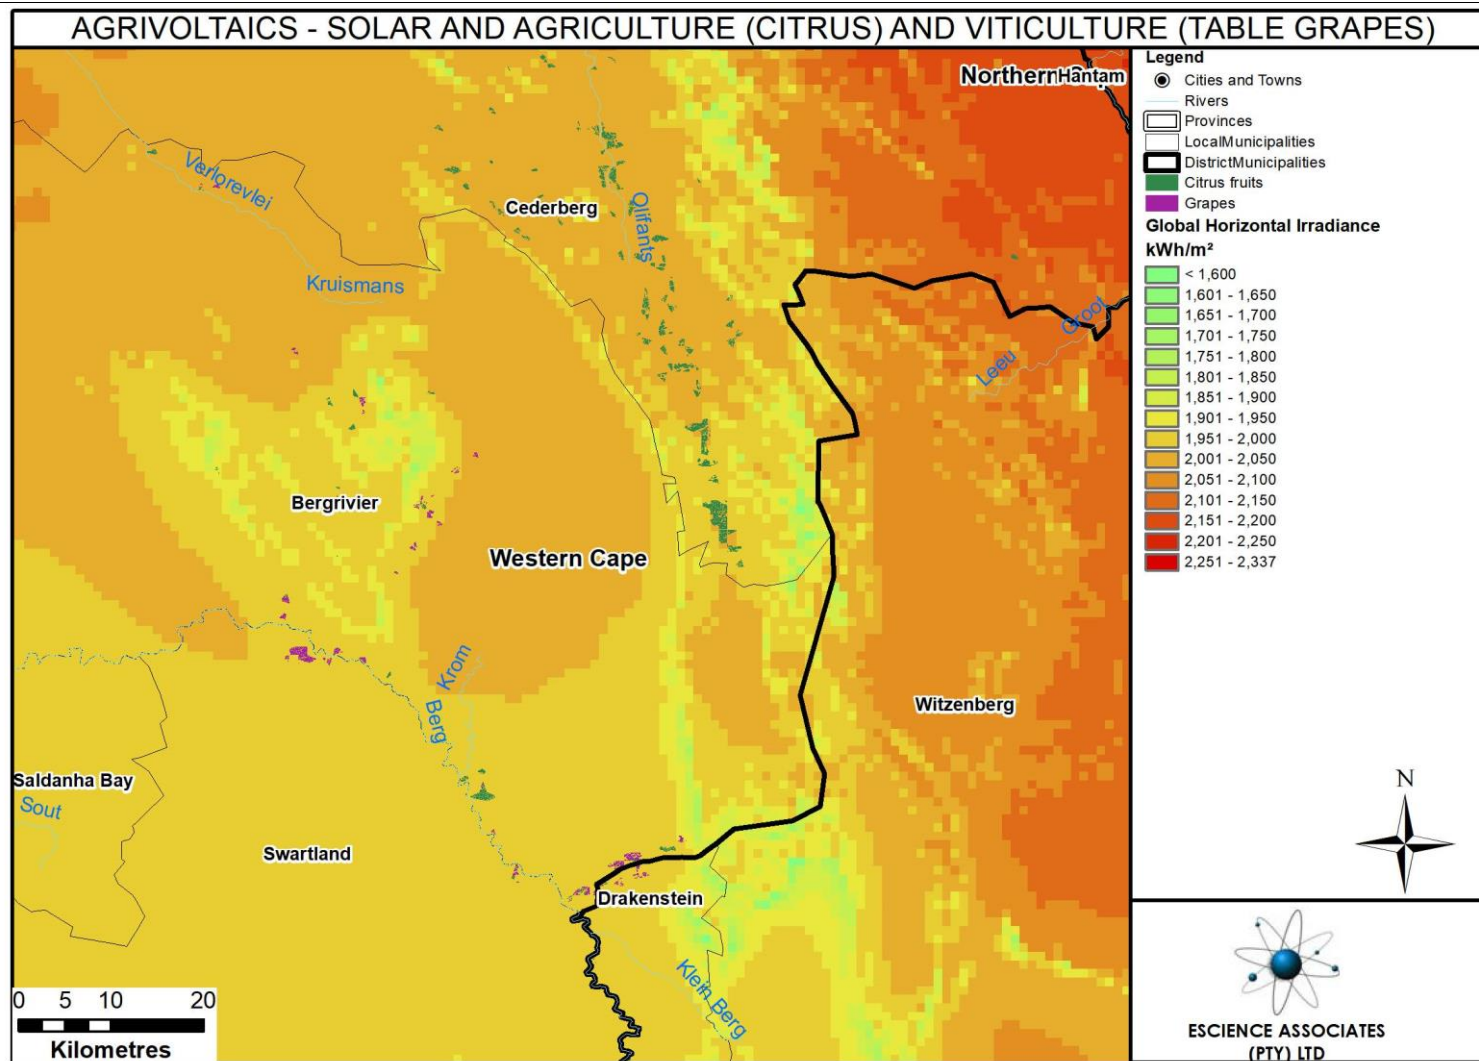 AGRIVOLTAICS - SOLAR AND AGRICULTURE (CITRUS) AND VITICULTURE (TABLE GRAPES)
Northern
Hantam
Verlorevlei
Cederberg
Olifants
Kruismans
Groot
Leeu
Bergrivier
Western Cape
Krom
Berg
Witzenberg
Saldanha Bay
Sout
Swartland
Drakenstein
Klein Berg
0 5 10 20
Kilometres
Legend
Cities and Towns
Rivers
Provinces
LocalMunicipalities
DistrictMunicipalities
Citrus fruits
Grapes
Global Horizontal Irradiance
kWh/m²
< 1,600
1,601 - 1,650
1,651 - 1,700
1,701 - 1,750
1,751 - 1,800
1,801 - 1,850
1,851 - 1,900
1,901 - 1,950
1,951 - 2,000
2,001 - 2,050
2,051 - 2,100
2,101 - 2,150
2,151 - 2,200
2,201 - 2,250
2,251 - 2,337
N
ESCIENCE ASSOCIATES
(PTY) LTD